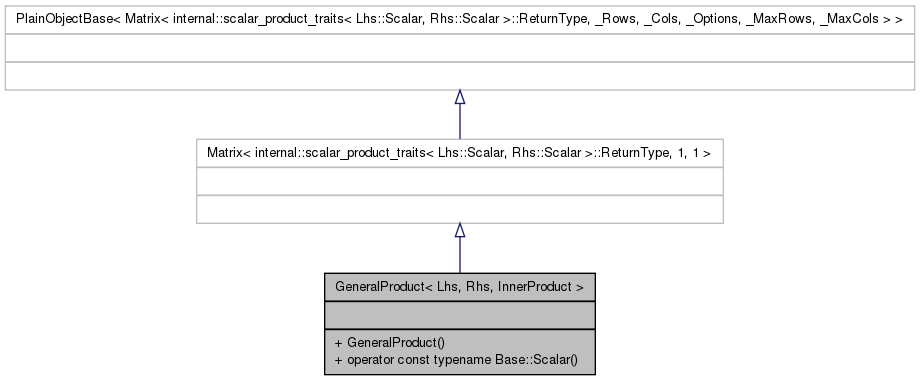 PlainObjectBase< Matrix< internal::scalar_product_traits< Lhs::Scalar, Rhs::Scalar >::ReturnType, _Rows, _Cols, _Options, _MaxRows, _MaxCols > >
Matrix< internal::scalar_product_traits< Lhs::Scalar, Rhs::Scalar >::ReturnType, 1, 1 >
GeneralProduct< Lhs, Rhs, InnerProduct >
+ GeneralProduct()
+ operator const typename Base::Scalar()